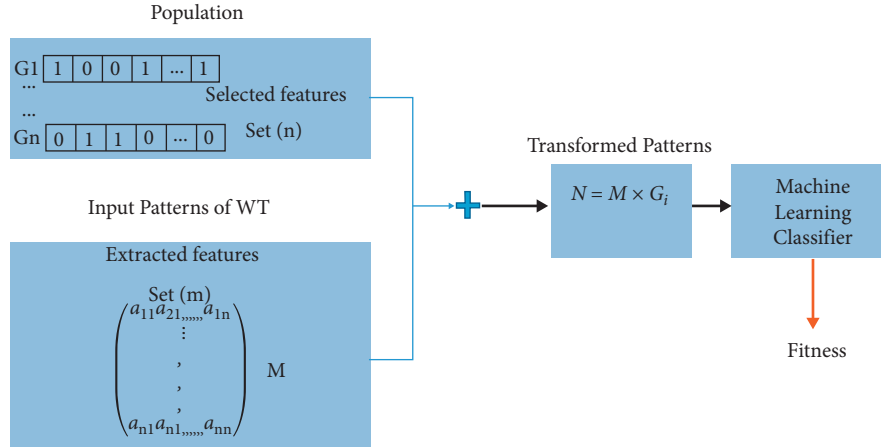 Population
G1 1 0 0 1 ... 1
...
Selected features
...
Set (n)
Gn 0 1 1 0 ... 0
Input Patterns of WT
Extracted features
Set (m)
a11a21,,,,,,a1n
⋮
,
,
,
an1an1,,,,,,ann
M
Transformed Patterns
N = M × Gi
Machine
Learning
Classifier
Fitness